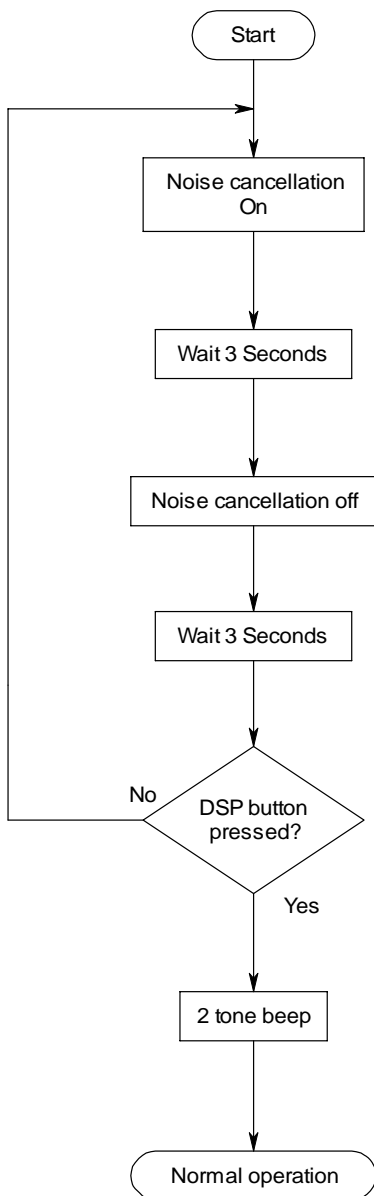 Start
Noise cancellation
On
Wait 3 Seconds
Noise cancellation off
Wait 3 Seconds
No
DSP button
pressed?
Yes
2 tone beep
Normal operation